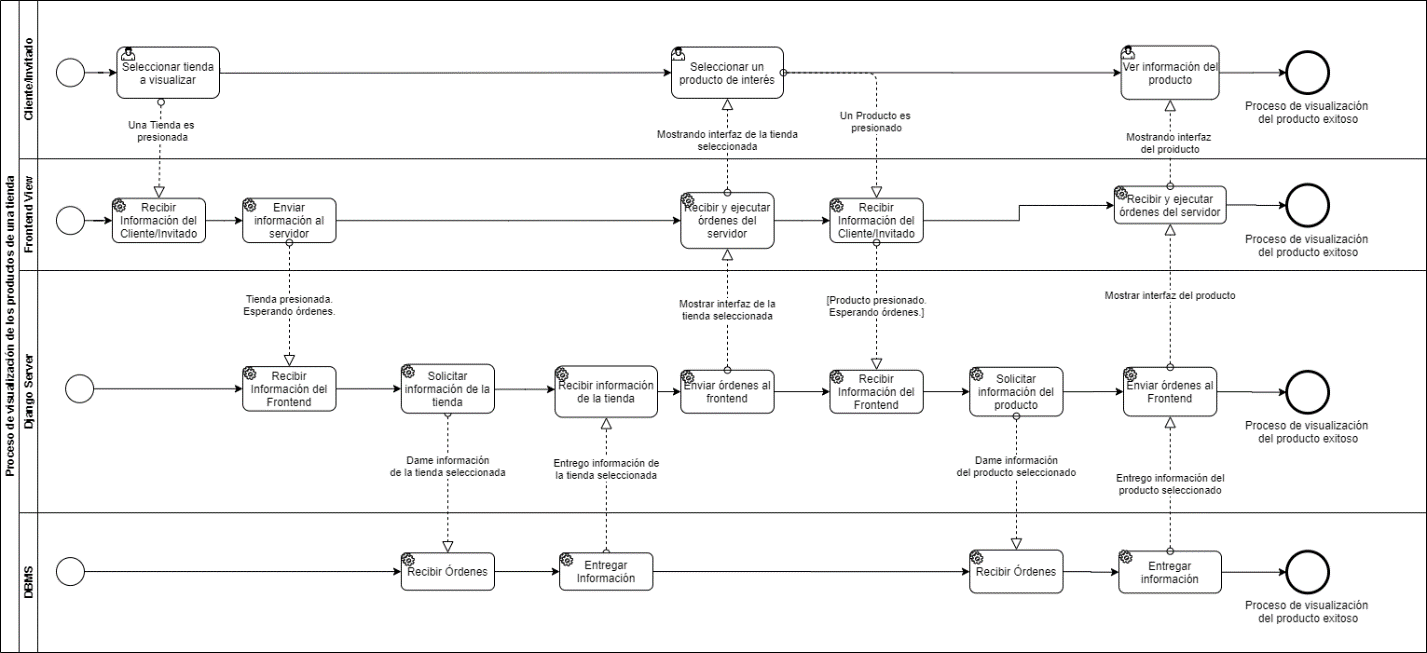 Proceso de visualización de los productos de una tienda
Cliente/Invitado
Seleccionar tienda
a visualizar
Seleccionar un
producto de interés
Ver información del
producto
Proceso de visualización
del producto exitoso
Una Tienda es
presionada
Mostrando interfaz de la tienda
seleccionada
Un Producto es
presionado
Mostrando interfaz
del proiducto
Frontend View
Recibir
Información del
Cliente/Invitado
Enviar
información al
servidor
Recibir y ejecutar
órdenes del
servidor
Recibir
Información del
Cliente/Invitado
Recibir y ejecutar
órdenes del servidor
Proceso de visualización
del producto exitoso
Tienda presionada.
Esperando órdenes.
Mostrar interfaz de la
tienda seleccionada
[Producto presionado.
Esperando órdenes.]
Mostrar interfaz del producto
Django Server
Recibir
Información del
Frontend
Solicitar
información de la
tienda
Recibir información
de la tienda
Enviar órdenes al
frontend
Recibir
Información del
Frontend
Solicitar
información del
producto
Enviar órdenes al
Frontend
Proceso de visualización
del producto exitoso
Dame información
de la tienda seleccionada
Entrego información de
la tienda seleccionada
Dame información
del producto seleccionado
Entrego información del
producto seleccionado
DBMS
Recibir Órdenes
Entregar
Información
Recibir Órdenes
Entregar
información
Proceso de visualización
del producto exitoso